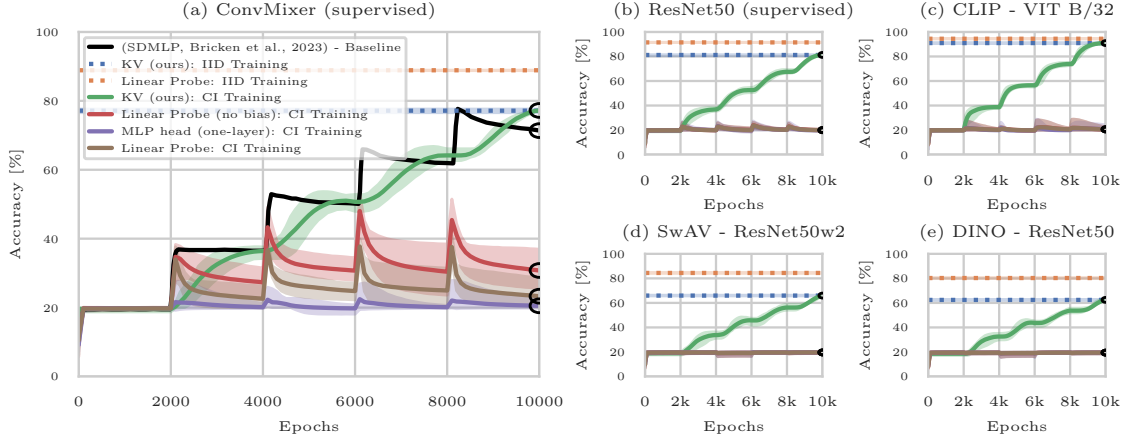 (a) ConvMixer (supervised)
100
80
60
40
20
0
Accuracy [%]
(SDMLP, Bricken et al., 2023) - Baseline
KV (ours): IID Training
Linear Probe: IID Training
KV (ours): CI Training
Linear Probe (no bias): CI Training
MLP head (one-layer): CI Training
Linear Probe: CI Training
0 2000 4000 6000 8000 10000
Epochs
(b) ResNet50 (supervised)
100
80
60
40
20
0
Accuracy [%]
0 2k 4k 6k 8k 10k
Epochs
(c) CLIP - VIT B/32
100
80
60
40
20
0
Accuracy [%]
0 2k 4k 6k 8k 10k
Epochs
(d) SwAV - ResNet50w2
100
80
60
40
20
0
Accuracy [%]
0 2k 4k 6k 8k 10k
Epochs
(e) DINO - ResNet50
100
80
60
40
20
0
Accuracy [%]
0 2k 4k 6k 8k 10k
Epochs